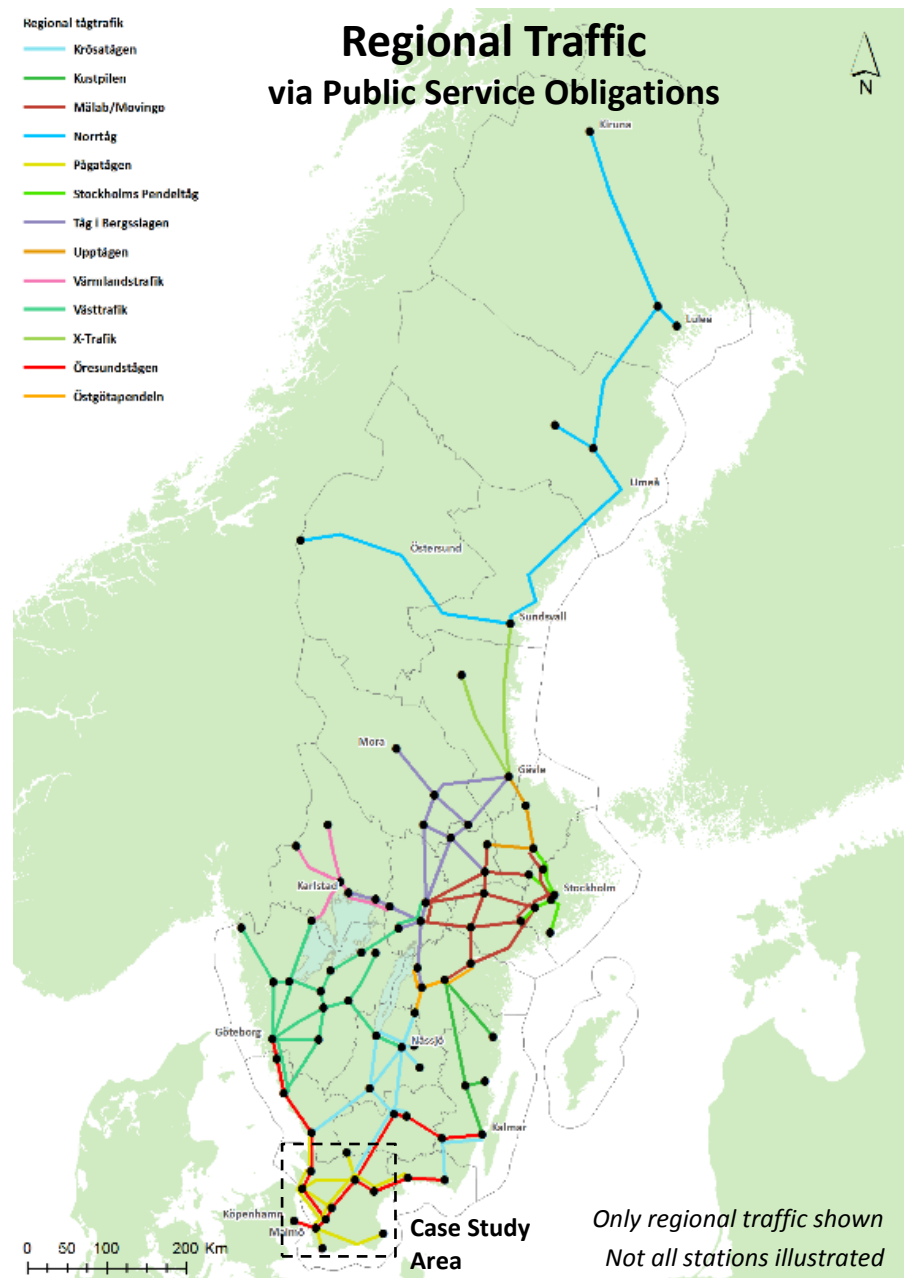 Regional Traffic
via Public Service Obligations
N
Regional tågtrafik
Krösatågen
Kustpilen
Mälab/Movingo
Norrtåg
Pågatågen
Stockholms Pendeltåg
Tåg i Bergsslagen
Upptågen
Värmlandstrafik
Västtrafik
X-Trafik
Öresundstågen
Östgötapendeln
Kiruna
Luleå
Umeå
Östersund
Sundsvall
Mora
Gävle
Karlstad
Stockholm
Göteborg
Nässjö
Kalmar
Köpenhamn
Malmö
Case Study
Area
Only regional traffic shown
Not all stations illustrated
0 50 100 200 Km